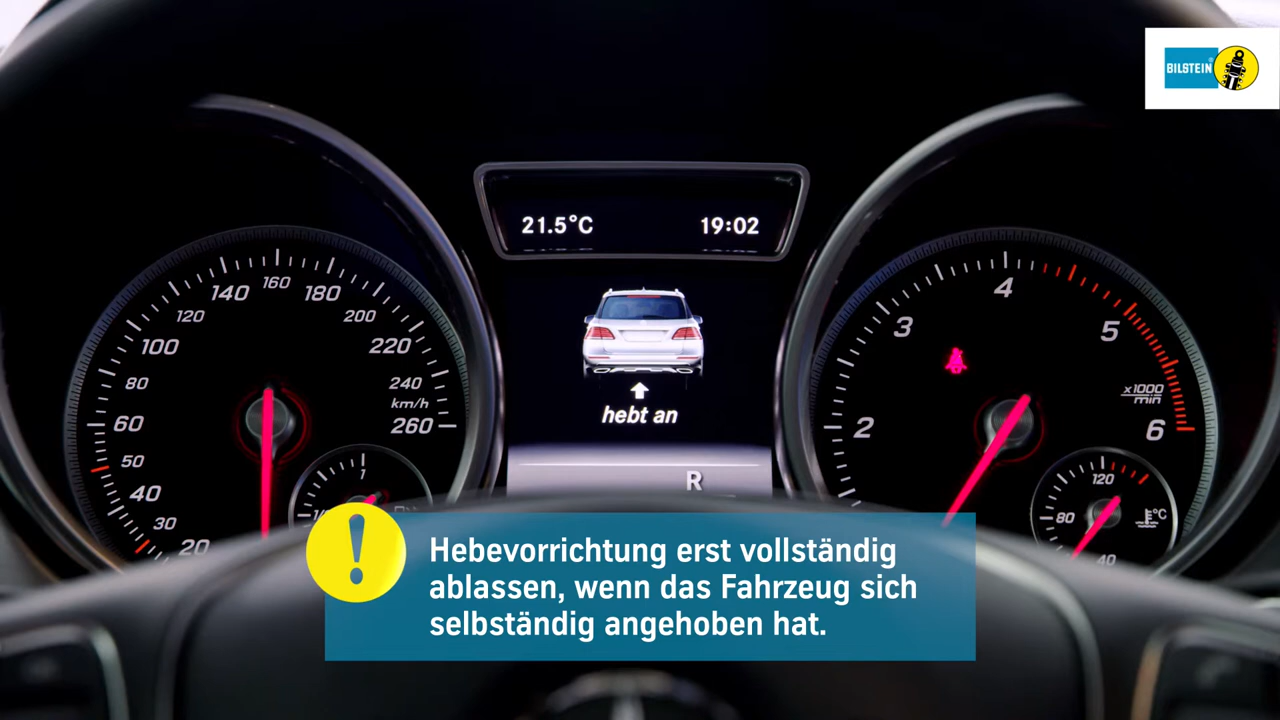 BILSTEIN
21.5°C 19:02
140 160 180
120 200
100 220
80 240
km/h
60 260
50
40
30
20
1
hebt an
R
4
3
5
x1000
min
2 6
120
80 °C
40
Hebevorrichtung erst vollständig
ablassen, wenn das Fahrzeug sich
selbständig angehoben hat.